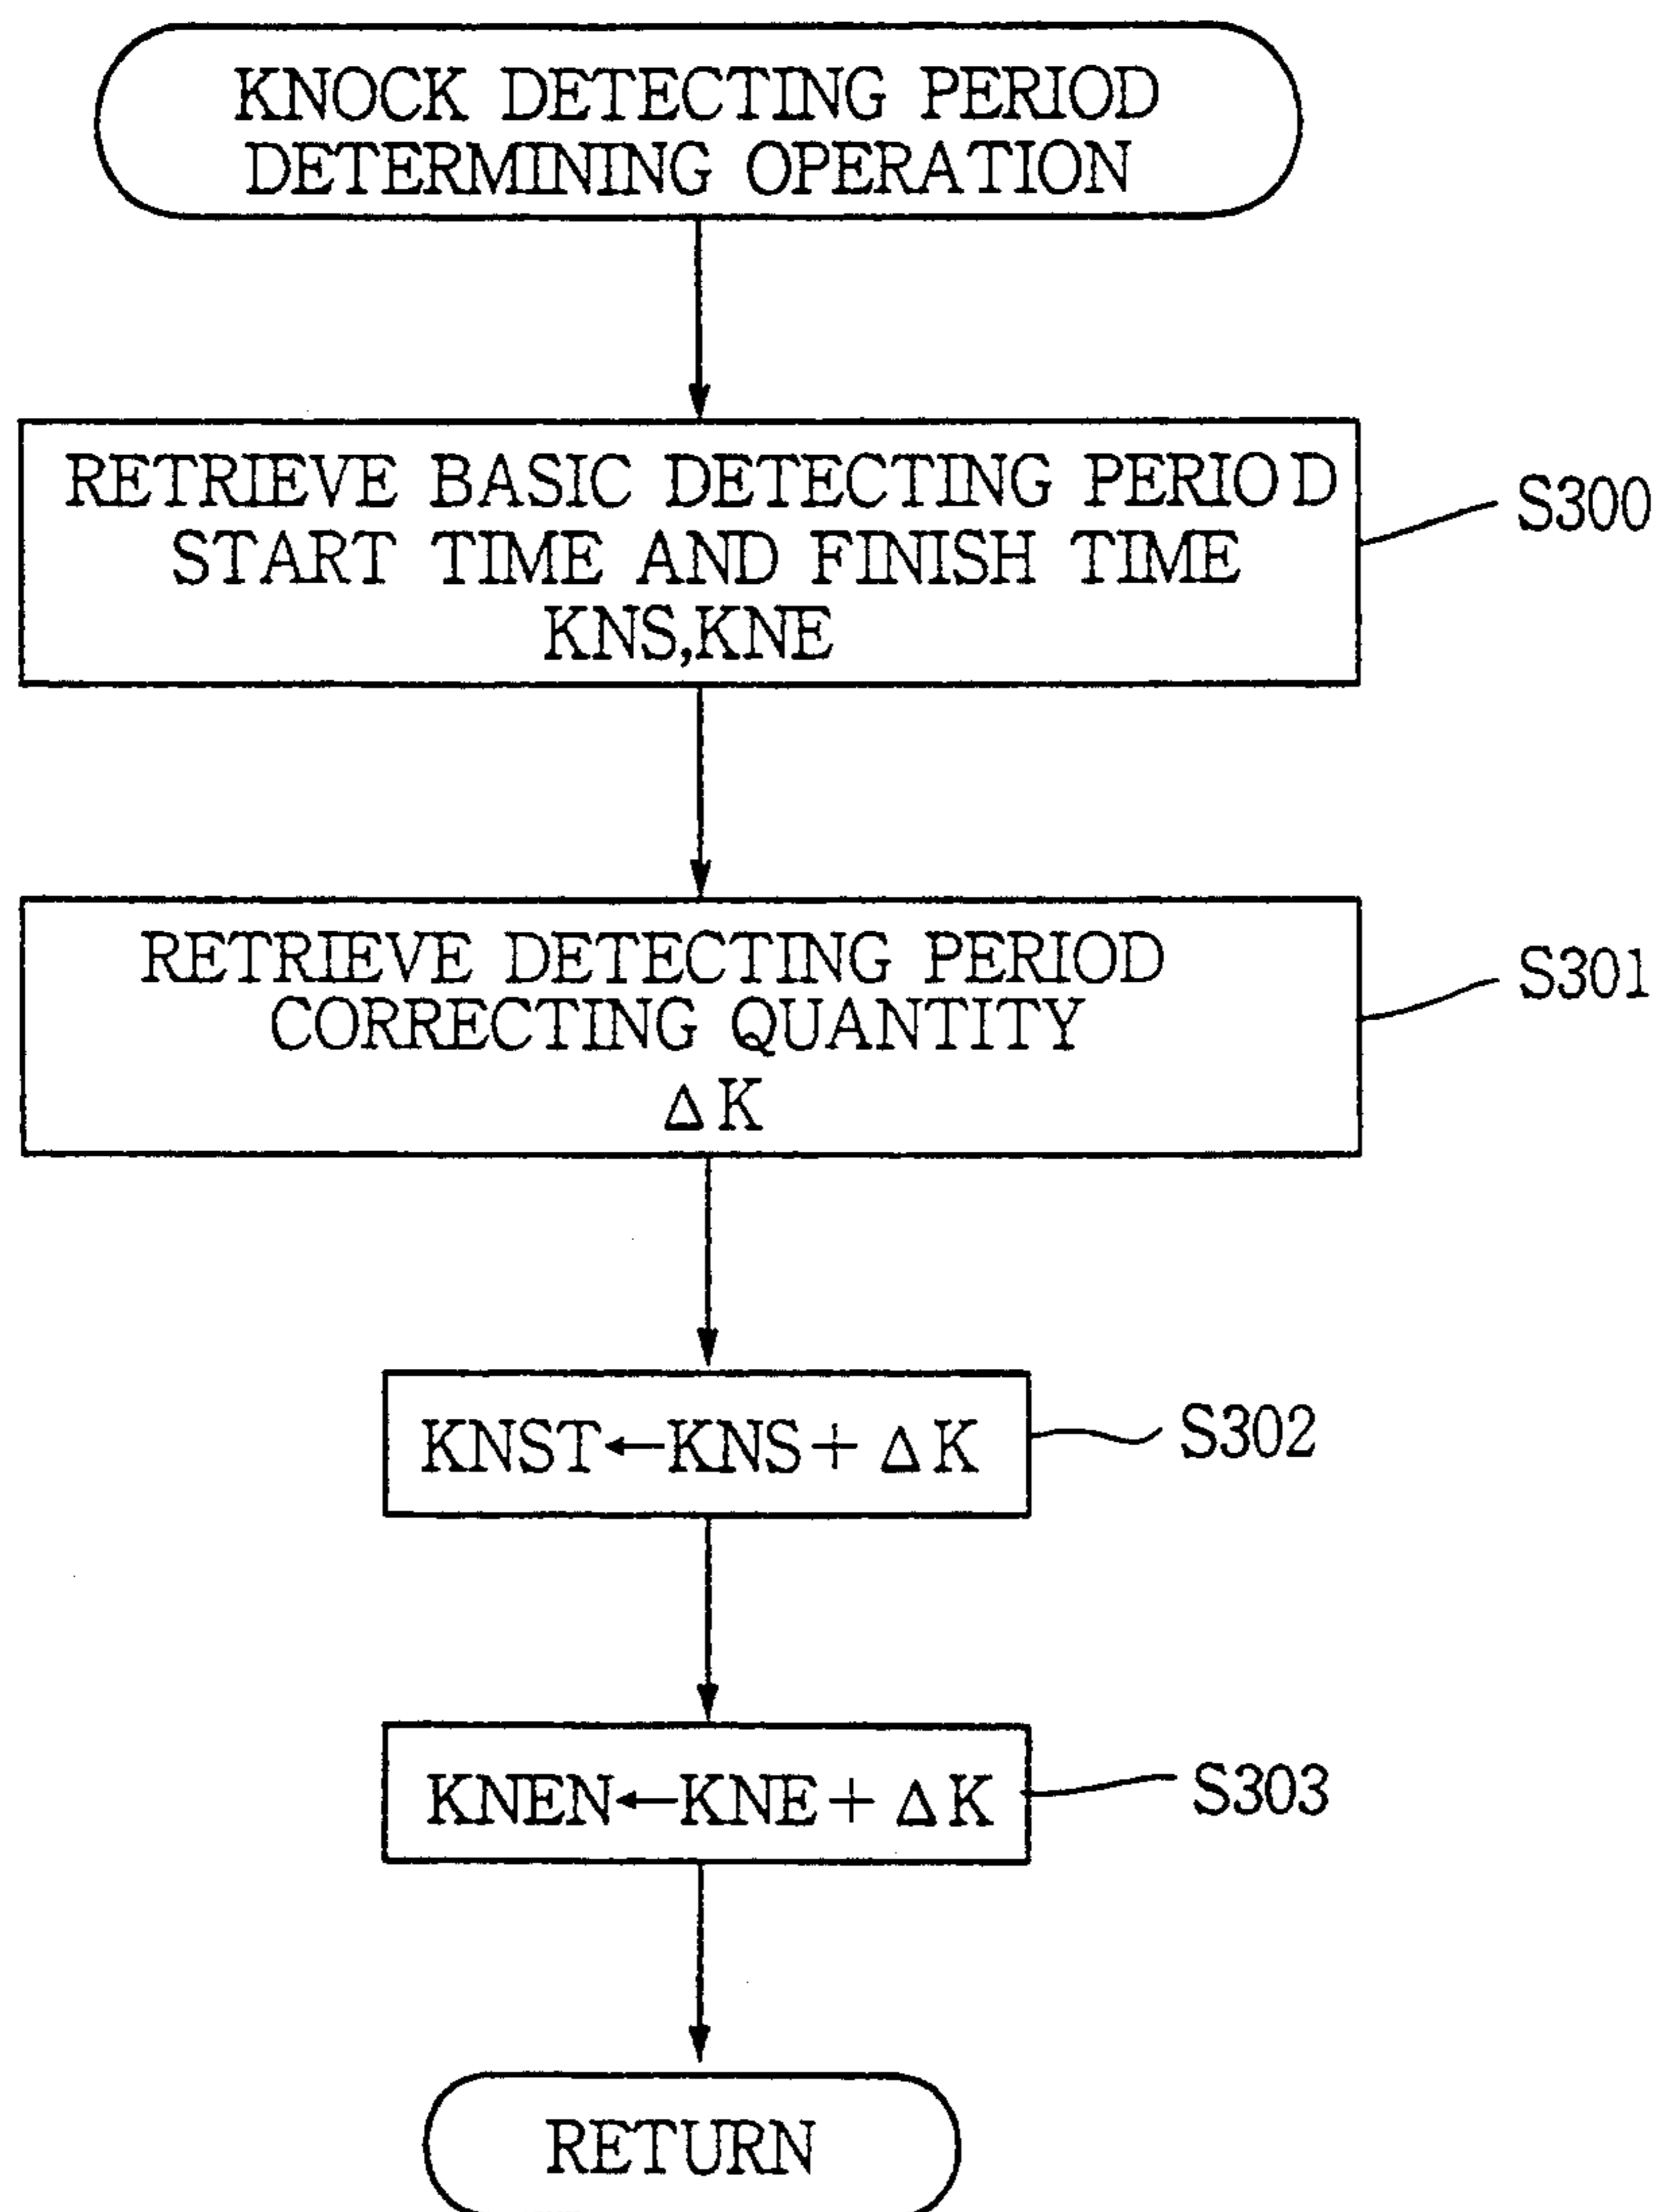 KNOCK DETECTING PERIOD
DETERMINING OPERATION
RETRIEVE BASIC DETECTING PERIOD
START TIME AND FINISH TIME
KNS,KNE
S300
RETRIEVE DETECTING PERIOD
CORRECTING QUANTITY
ΔK
S301
KNST←KNS+ΔK
S302
KNEN←KNE+ΔK
S303
RETURN